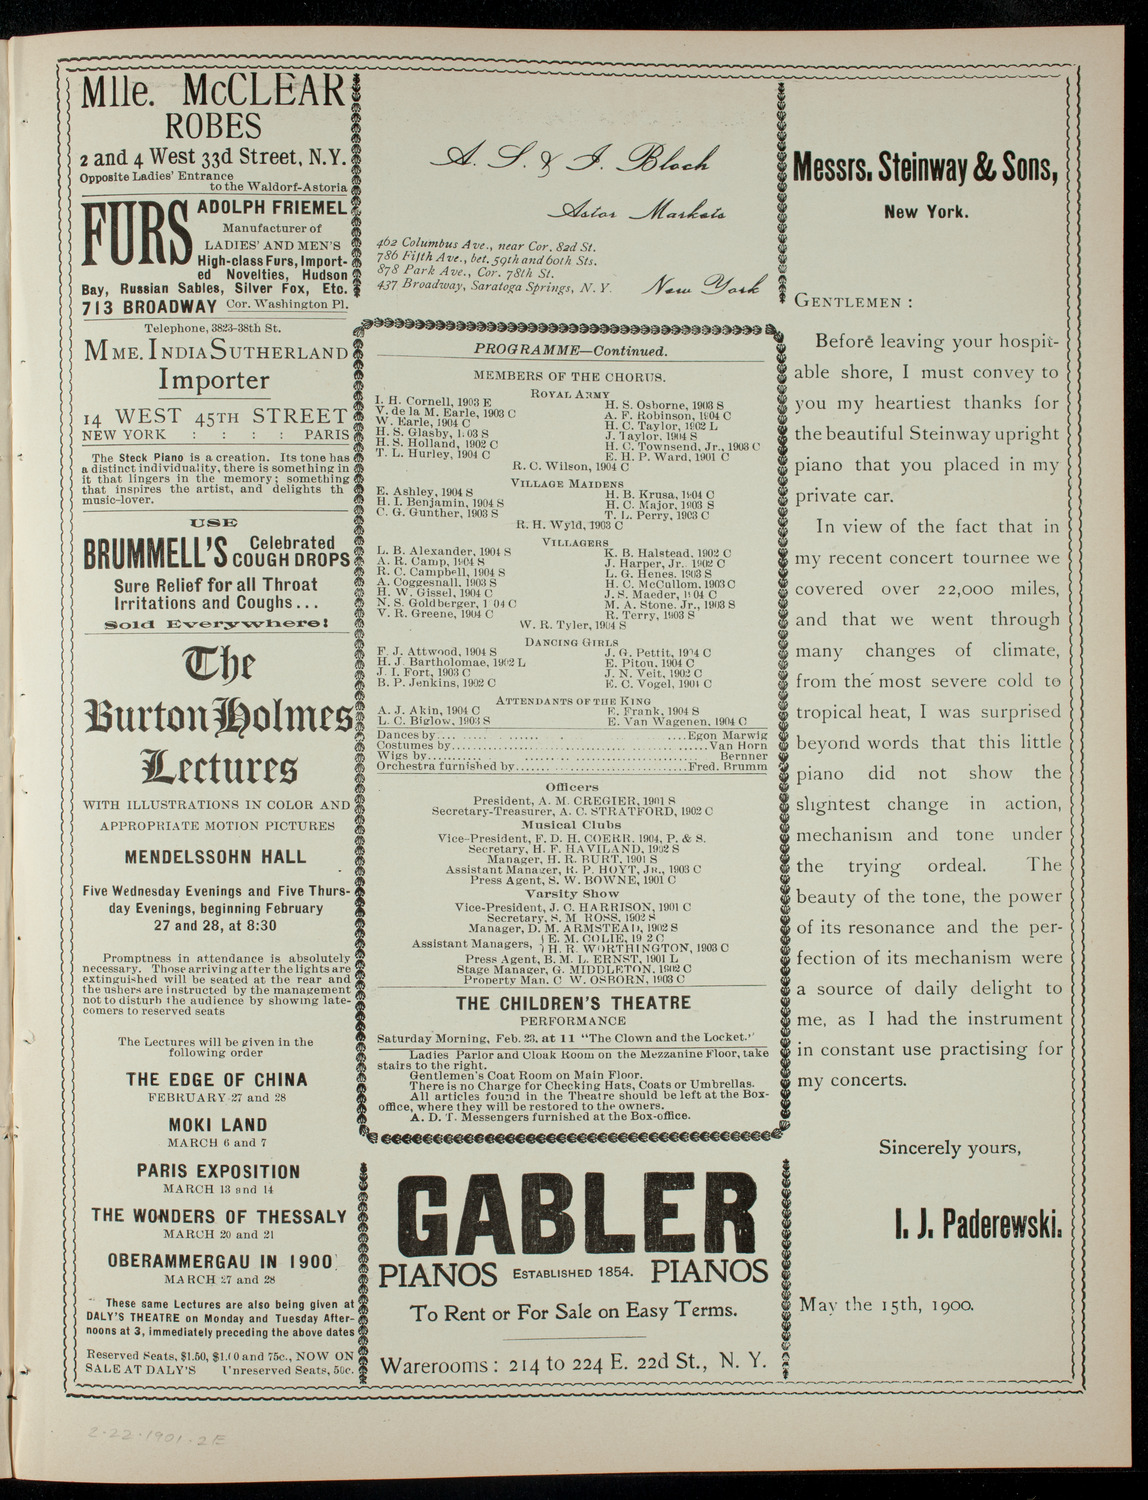 Mlle. McCLEAR
ROBES
2 and 4 West 33d Street, N.Y.
Opposite Ladies' Entrance
to the Waldorf-Astoria
FURS
ADOLPH FRIEMEL
Manufacturer of
LADIES' AND MEN'S
High-class Furs, Import-
ed Novelties, Hudson
Bay, Russian Sables, Silver Fox, Etc.
713 BROADWAY Cor. Washington Pl.
Telephone, 3823-38th St.
MME. INDIA SUTHERLAND
Importer
14 WEST 45TH STREET
NEW YORK : : : : PARIS
The Steck Piano is a creation. Its tone has
a distinct individuality, there is something in
it that lingers in the memory; something
that inspires the artist, and delights th
music-lover.
USE
BRUMMELL'S Celebrated
COUGH DROPS
Sure Relief for all Throat
Irritations and Coughs...
Sold Everywhere!
The
Burton Holmes
Lectures
WITH ILLUSTRATIONS IN COLOR AND
APPROPRIATE MOTION PICTURES
MENDELSSOHN HALL
Five Wednesday Evenings and Five Thurs-
day Evenings, beginning February
27 and 28, at 8:30
Promptness in attendance is absolutely
necessary. Those arriving after the lights are
extinguished will be seated at the rear and
the ushers are instructed by the management
not to disturb the audience by showing late-
comers to reserved seats
The Lectures will be given in the
following order
THE EDGE OF CHINA
FEBRUARY 27 and 28
MOKI LAND
MARCH 6 and 7
PARIS EXPOSITION
MARCH 13 and 14
THE WONDERS OF THESSALY
MARCH 20 and 21
OBERAMMERGAU IN 1900
MARCH 27 and 28
These same Lectures are also being given at
DALY'S THEATRE on Monday and Tuesday After-
noons at 3, immediately preceding the above dates
Reserved Seats, $1.50, $1.00 and 75c., NOW ON
SALE AT DALY'S Unreserved Seats, 50c.
A. S. & I. Bloch
Astor Markets
462 Columbus Ave., near Cor. 82d St.
786 Fifth Ave., bet. 59th and 60th Sts.
878 Park Ave., Cor. 78th St.
437 Broadway, Saratoga Springs, N. Y.
New York
PROGRAMME—Continued.
MEMBERS OF THE CHORUS.
ROYAL ARMY
I. H. Cornell, 1903 E
V. de la M. Earle, 1903 C
W. Earle, 1904 C
H. S. Glasby, 1903 S
H. S. Holland, 1902 C
T. L. Hurley, 1904 C
H. S. Osborne, 1903 S
A. F. Robinson, 1904 C
H. C. Taylor, 1902 L
J. Taylor, 1904 S
H. C. Townsend, Jr., 1903 C
E. H. P. Ward, 1901 C
R. C. Wilson, 1904 C
VILLAGE MAIDENS
E. Ashley, 1904 S
H. I. Benjamin, 1904 S
C. G. Gunther, 1903 S
H. B. Krusa, 1904 C
H. C. Major, 1903 S
T. L. Perry, 1903 C
R. H. Wyld, 1903 C
VILLAGERS
L. B. Alexander, 1904 S
A. R. Camp, 1904 S
R. C. Campbell, 1904 S
A. Coggesnall, 1903 S
H. W. Gissel, 1904 C
N. S. Goldberger, 1 04 C
V. R. Greene, 1904 C
K. B. Halstead, 1902 C
J. Harper, Jr. 1902 C
L. G. Henes, 1903 S
H. C. McCullom, 1903 C
J. S. Maeder, 1904 C
M. A. Stone, Jr., 1903 S
R. Terry, 1903 S
W. R. Tyler, 1904 S
DANCING GIRLS
F. J. Attwood, 1904 S
H. J. Bartholomae, 1902 L
J. I. Fort, 1903 C
B. P. Jenkins, 1902 C
J. G. Pettit, 1904 C
E. Piton, 1904 C
J. N. Veit, 1902 C
E. C. Vogel, 1901 C
ATTENDANTS OF THE KING
A. J. Akin, 1904 C
L. C. Biglow, 1903 S
E. Frank, 1904 S
E. Van Wagenen, 1904 C
Dances by........Egon Marwig
Costumes by........Van Horn
Wigs by........Bernner
Orchestra furnished by........Fred. Brumm
Officers
President, A. M. CREGIER, 1901 S
Secretary-Treasurer, A. C. STRATFORD, 1902 C
Musical Clubs
Vice-President, F. D. H. COERR, 1904, P. & S.
Secretary, H. F. HAVILAND, 1902 S
Manager, H. R. BURT, 1901 S
Assistant Manager, R. P. HOYT, JR., 1903 C
Press Agent, S. W. BOWNE, 1901 C
Varsity Show
Vice-President, J. C. HARRISON, 1901 C
Secretary, S. M ROSS, 1902 S
Manager, D. M. ARMSTEAD, 1902 S
Assistant Managers, { E. M. COLIE, 19 2 C
H. R. WORTHINGTON, 1903 C
Press Agent, B. M. L. ERNST, 1901 L
Stage Manager, G. MIDDLETON, 1902 C
Property Man, C W. OSBORN, 1903 C
THE CHILDREN'S THEATRE
PERFORMANCE
Saturday Morning, Feb. 23, at 11 "The Clown and the Locket."
Ladies Parlor and Cloak Room on the Mezzanine Floor, take
stairs to the right.
Gentlemen's Coat Room on Main Floor.
There is no Charge for Checking Hats, Coats or Umbrellas.
All articles found in the Theatre should be left at the Box-
office, where they will be restored to the owners.
A. D. T. Messengers furnished at the Box-office.
GABLER
PIANOS ESTABLISHED 1854. PIANOS
To Rent or For Sale on Easy Terms.
Warerooms: 214 to 224 E. 22d St., N. Y.
Messrs. Steinway & Sons,
New York.
GENTLEMEN :
Before leaving your hospit-
able shore, I must convey to
you my heartiest thanks for
the beautiful Steinway upright
piano that you placed in my
private car.
In view of the fact that in
my recent concert tournee we
covered over 22,000 miles,
and that we went through
many changes of climate,
from the most severe cold to
tropical heat, I was surprised
beyond words that this little
piano did not show the
slightest change in action,
mechanism and tone under
the trying ordeal. The
beauty of the tone, the power
of its resonance and the per-
fection of its mechanism were
a source of daily delight to
me, as I had the instrument
in constant use practising for
my concerts.
Sincerely yours,
I. J. Paderewski.
May the 15th, 1900.
2-22-1901-2E